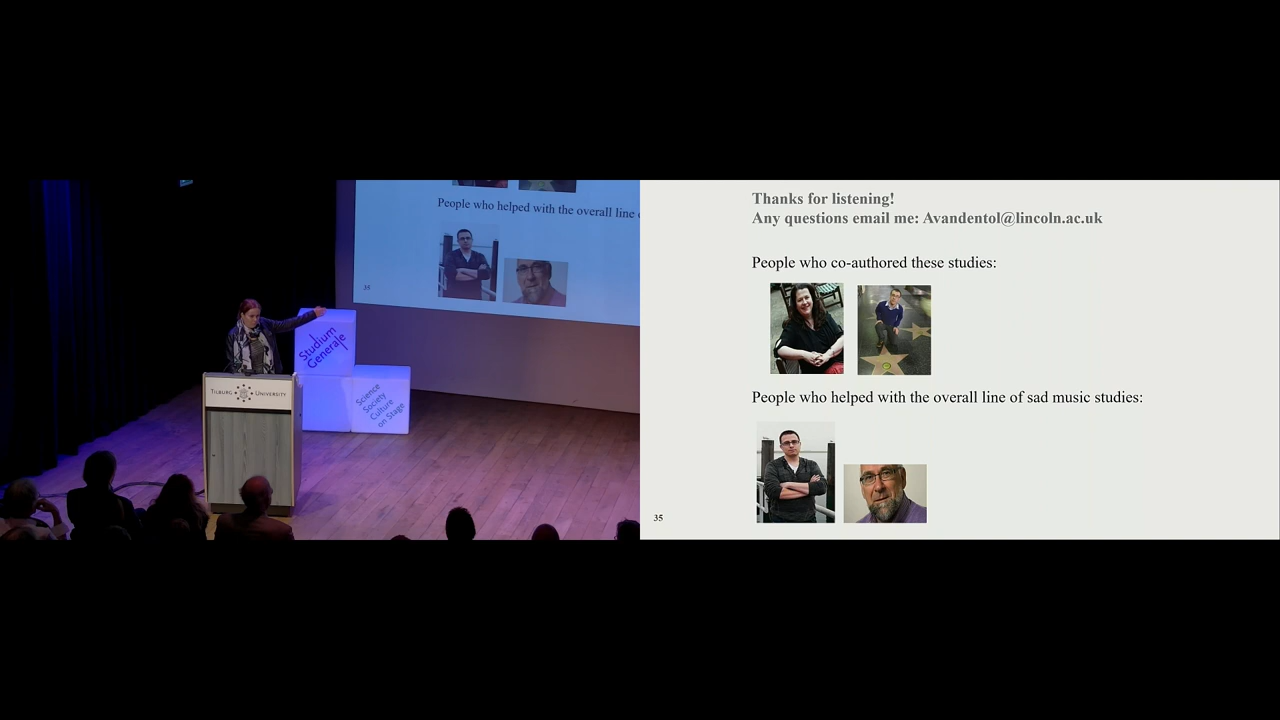 People who helped with the overall line
35
Studium
Generale
TILBURG UNIVERSITY
Science
Society
Culture
on Stage
Thanks for listening!
Any questions email me: Avandentol@lincoln.ac.uk
People who co-authored these studies:
People who helped with the overall line of sad music studies:
35